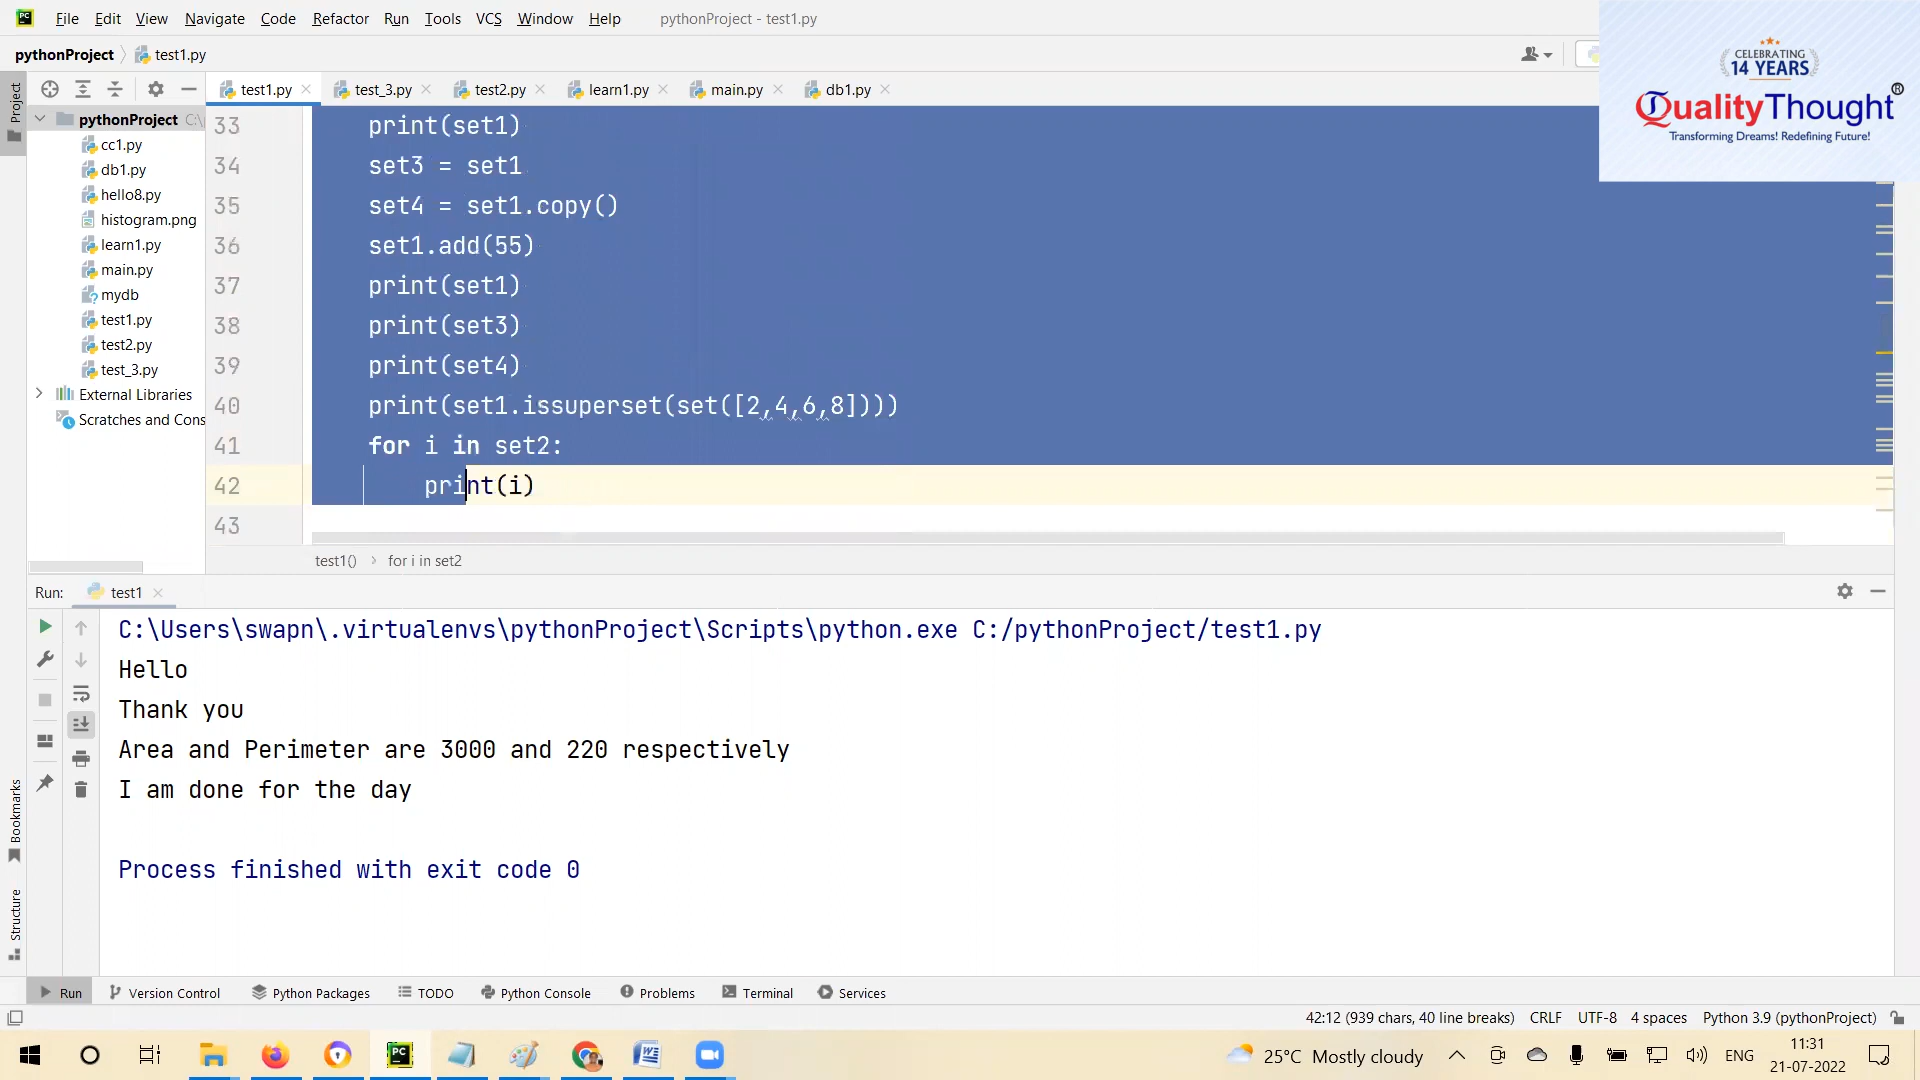 File Edit View Navigate Code Refactor Run Tools VCS Window Help pythonProject - test1.py
pythonProject test1.py
CELEBRATING
14 YEARS
QualityThought®
Transforming Dreams! Redefining Future!
Project
test1.py test_3.py test2.py learn1.py main.py db1.py
pythonProject C:\
cc1.py
db1.py
hello8.py
histogram.png
learn1.py
main.py
mydb
test1.py
test2.py
test_3.py
External Libraries
Scratches and Cons
33 print(set1)
34 set3 = set1
35 set4 = set1.copy()
36 set1.add(55)
37 print(set1)
38 print(set3)
39 print(set4)
40 print(set1.issuperset(set([2,4,6,8])))
41 for i in set2:
42 print(i)
43
test1() for i in set2
Run: test1
C:\Users\swapn\.virtualenvs\pythonProject\Scripts\python.exe C:/pythonProject/test1.py
Hello
Thank you
Area and Perimeter are 3000 and 220 respectively
I am done for the day
Process finished with exit code 0
Bookmarks
Structure
Run Version Control Python Packages TODO Python Console Problems Terminal Services
42:12 (939 chars, 40 line breaks) CRLF UTF-8 4 spaces Python 3.9 (pythonProject)
25°C Mostly cloudy ENG 11:31
21-07-2022